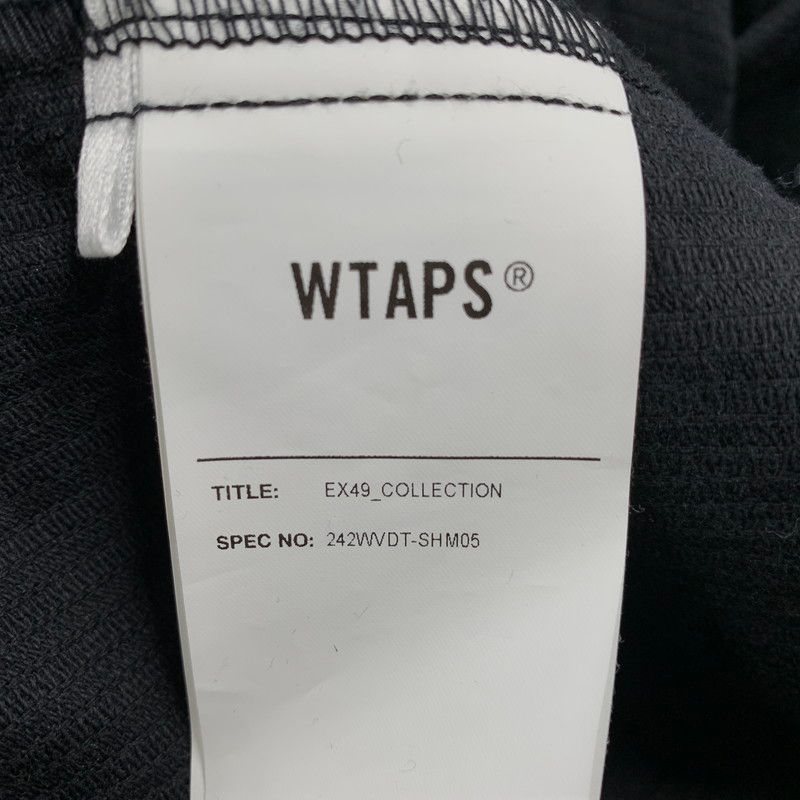 WTAPS®
TITLE: EX49_COLLECTION
SPEC NO: 242WVDT-SHM05